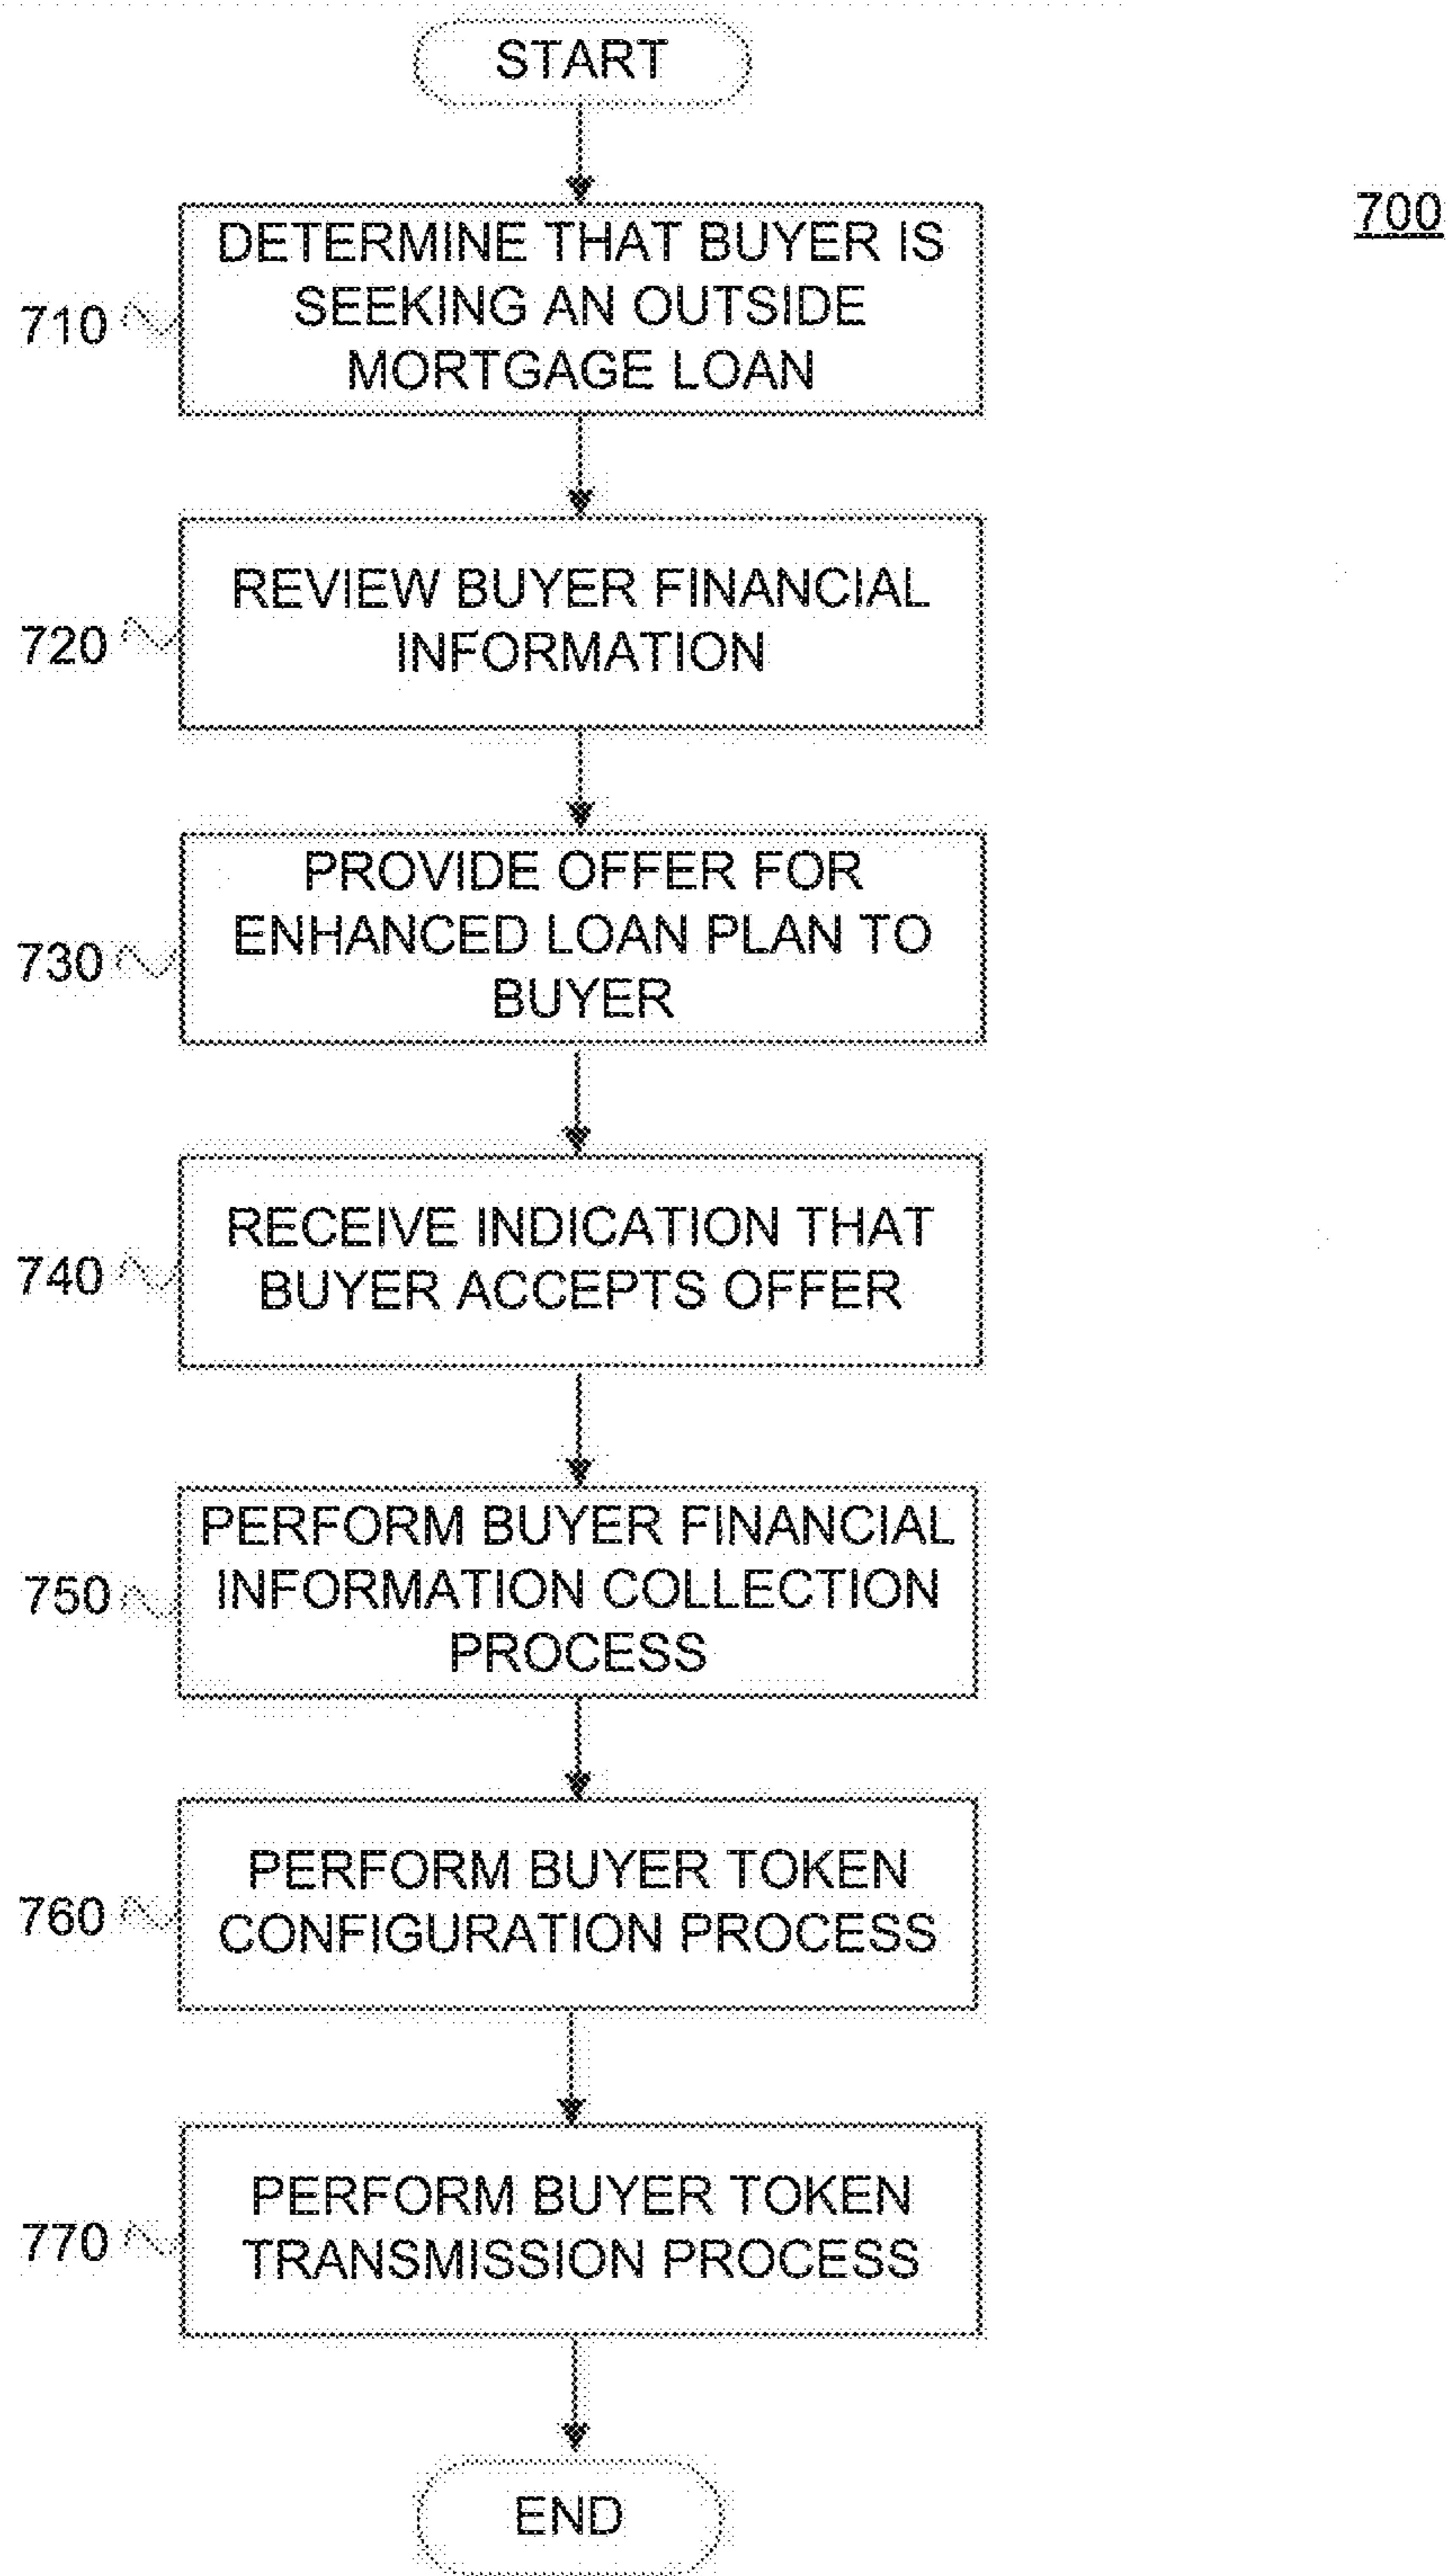 START
700
DETERMINE THAT BUYER IS
SEEKING AN OUTSIDE
MORTGAGE LOAN
710
REVIEW BUYER FINANCIAL
INFORMATION
720
PROVIDE OFFER FOR
ENHANCED LOAN PLAN TO
BUYER
730
RECEIVE INDICATION THAT
BUYER ACCEPTS OFFER
740
PERFORM BUYER FINANCIAL
INFORMATION COLLECTION
PROCESS
750
PERFORM BUYER TOKEN
CONFIGURATION PROCESS
760
PERFORM BUYER TOKEN
TRANSMISSION PROCESS
770
END